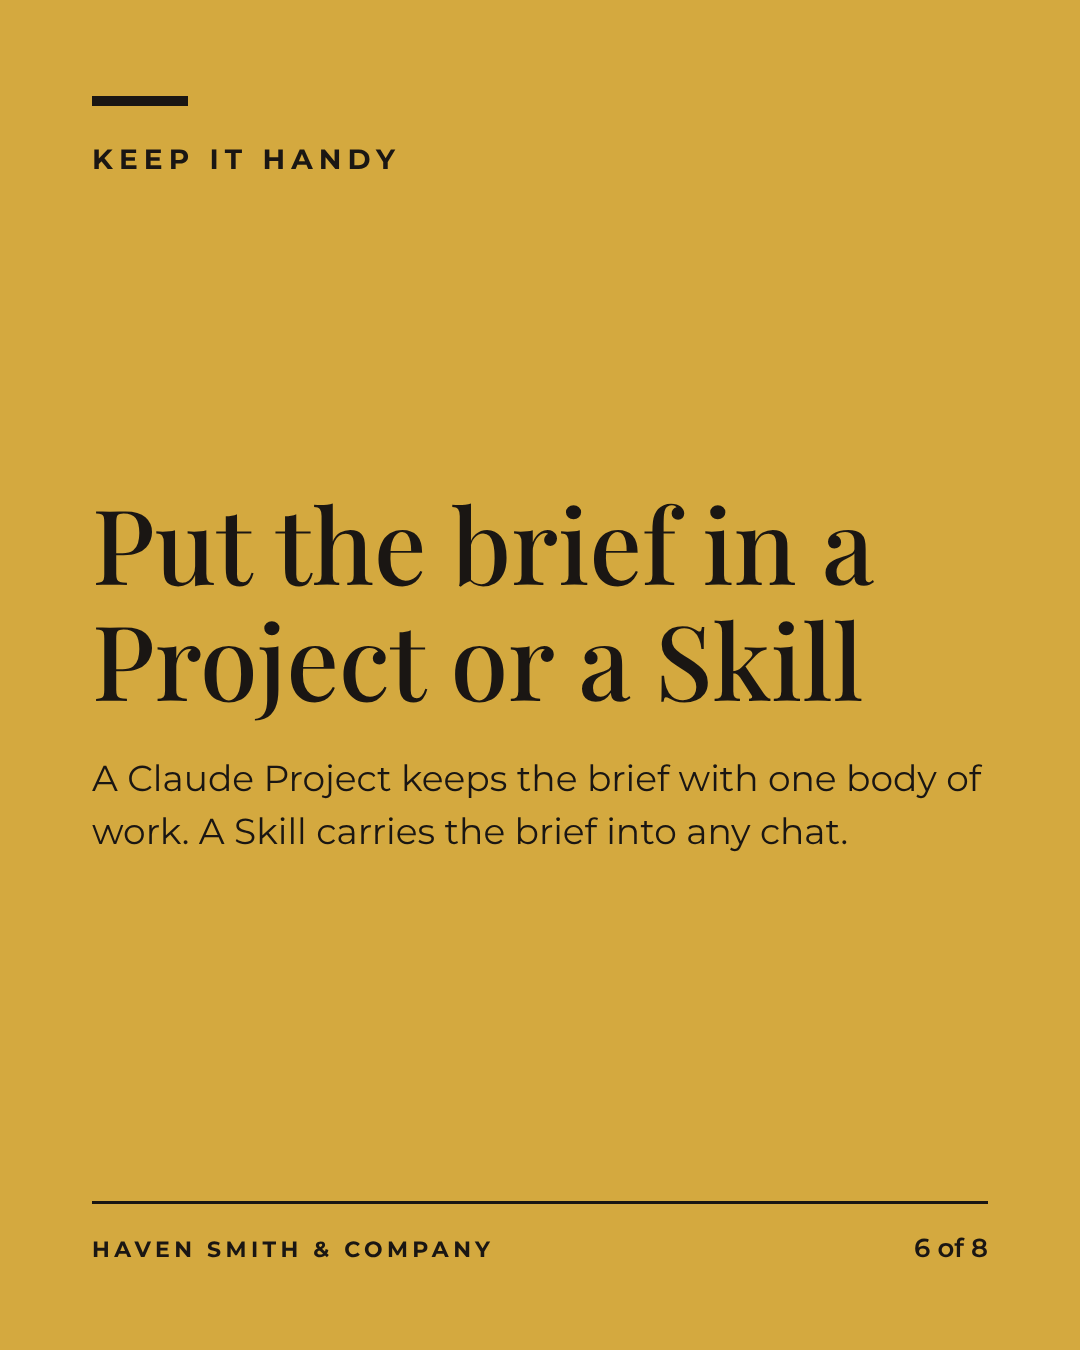 KEEP IT HANDY
Put the brief in a
Project or a Skill
A Claude Project keeps the brief with one body of
work. A Skill carries the brief into any chat.
HAVEN SMITH & COMPANY
6 of 8